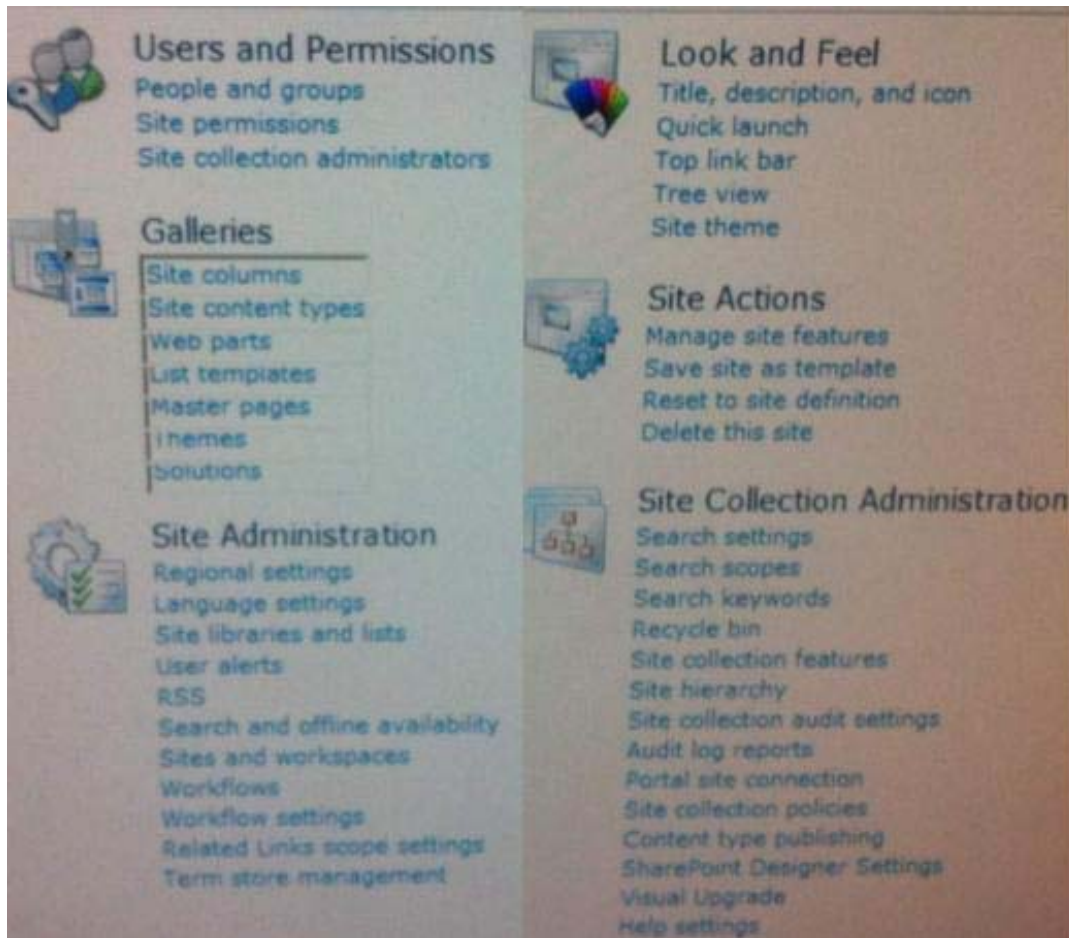 Users and Permissions
People and groups
Site permissions
Site collection administrators
Galleries
Site columns
Site content types
Web parts
List templates
Master pages
Themes
Solutions
Site Administration
Regional settings
Language settings
Site libraries and lists
User alerts
RSS
Search and offline availability
Sites and workspaces
Workflows
Workflow settings
Related Links scope settings
Term store management
Look and Feel
Title, description, and icon
Quick launch
Top link bar
Tree view
Site theme
Site Actions
Manage site features
Save site as template
Reset to site definition
Delete this site
Site Collection Administration
Search settings
Search scopes
Search keywords
Recycle bin
Site collection features
Site hierarchy
Site collection audit settings
Audit log reports
Portal site connection
Site collection policies
Content type publishing
SharePoint Designer Settings
Visual Upgrade
Help settings